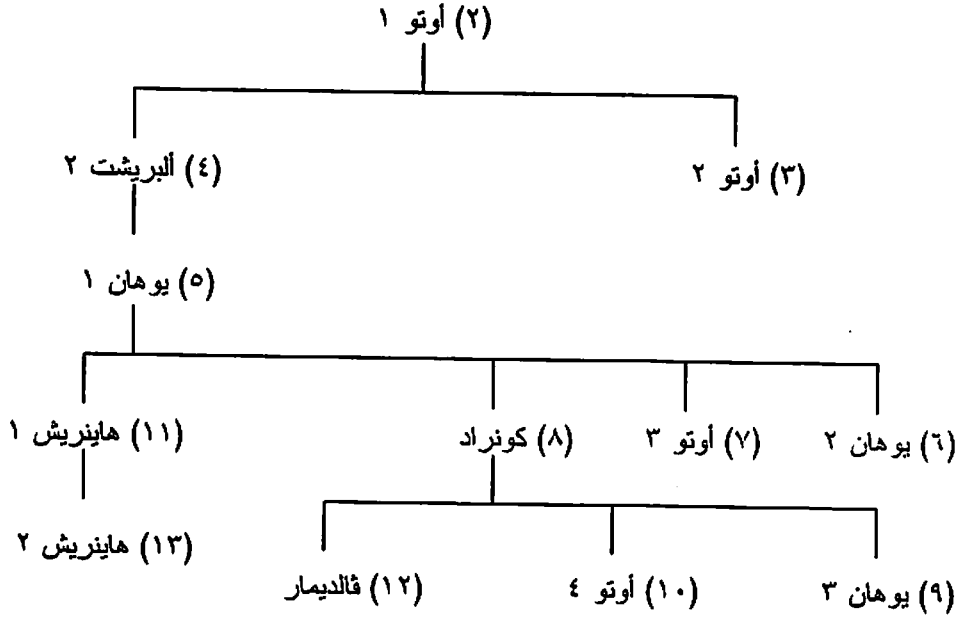 (٢) أوتو ١
(٣) أوتو ٢
(٤) ألبريشت ٢
(٥) يوهان ١
(٦) يوهان ٢
(٧) أوتو ٣
(٨) كونراد
(١١) هاينريش ١
(٩) يوهان ٣
(١٠) أوتو ٤
(١٢) ڤالديمار
(١٣) هاينريش ٢